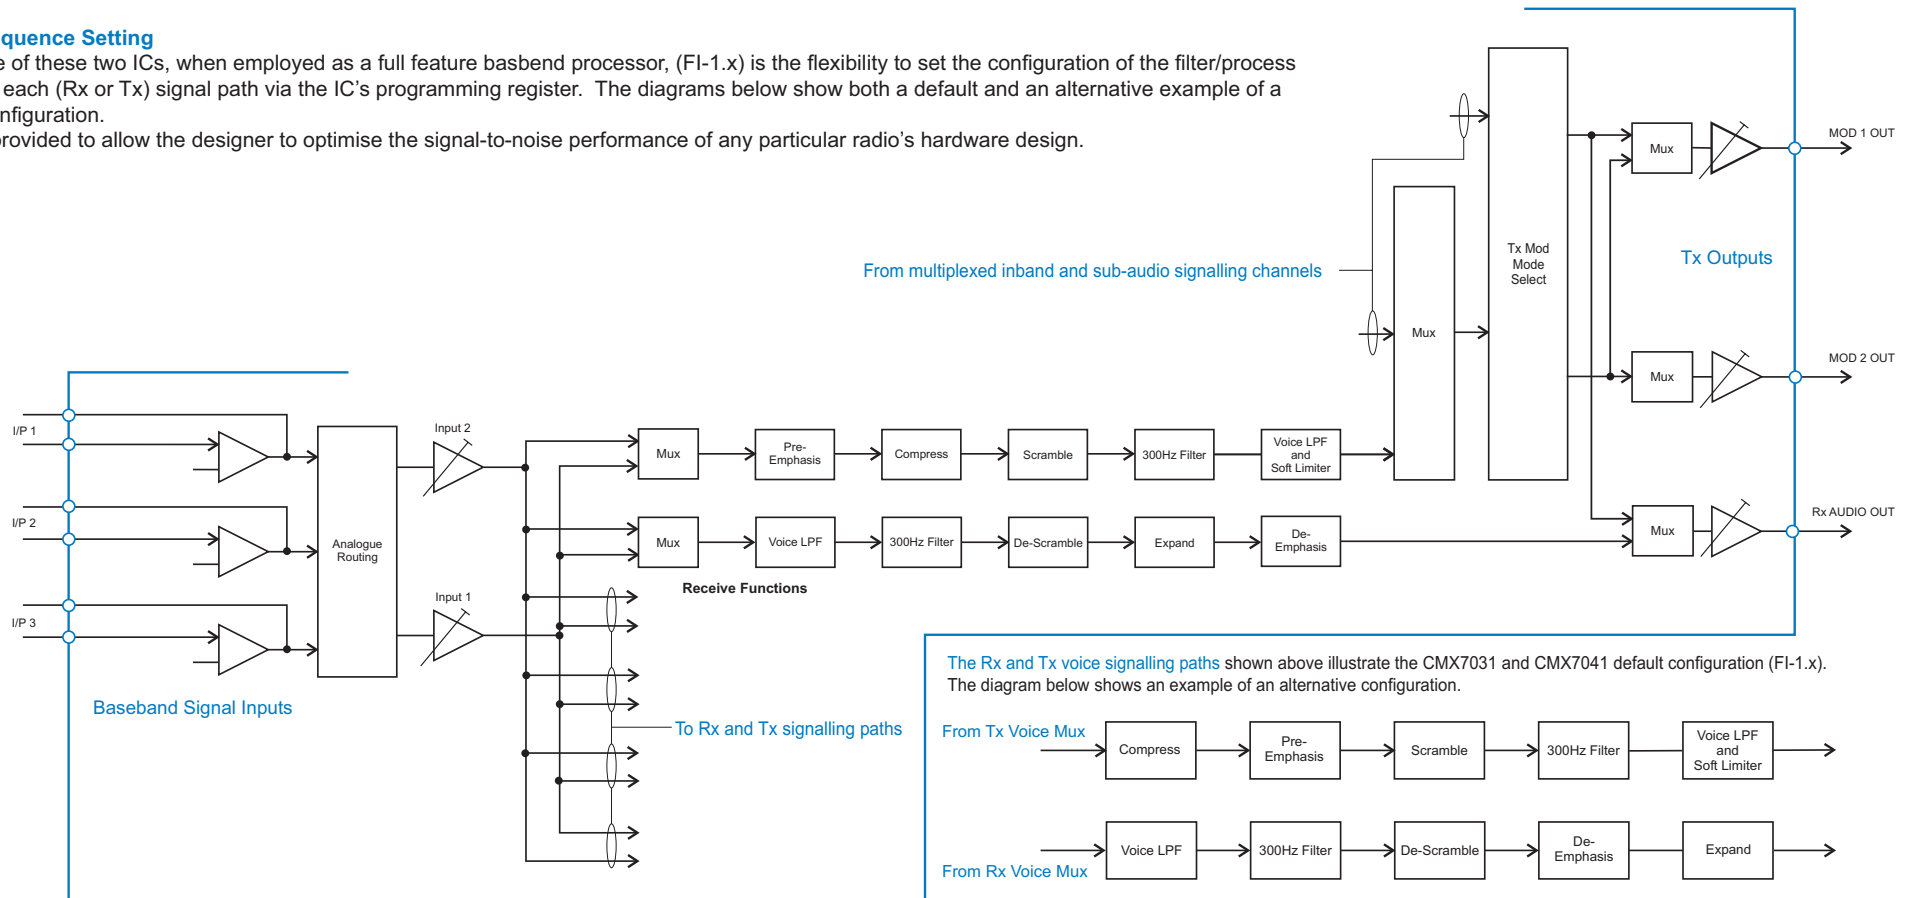 quence Setting
e of these two ICs, when employed as a full feature basbend processor, (FI-1.x) is the flexibility to set the configuration of the filter/process
each (Rx or Tx) signal path via the IC's programming register. The diagrams below show both a default and an alternative example of a
nfiguration.
rovided to allow the designer to optimise the signal-to-noise performance of any particular radio's hardware design.
MOD 1 OUT
Mux
Tx Mod
Mode
Select
Tx Outputs
From multiplexed inband and sub-audio signalling channels
Mux
MOD 2 OUT
Mux
I/P 1
Input 2
Mux
Pre-
Emphasis
Compress
Scramble
300Hz Filter
Voice LPF
and
Soft Limiter
I/P 2
Analogue
Routing
Mux
Voice LPF
300Hz Filter
De-Scramble
Expand
De-
Emphasis
Mux
Rx AUDIO OUT
Receive Functions
I/P 3
Input 1
Baseband Signal Inputs
To Rx and Tx signalling paths
The Rx and Tx voice signalling paths shown above illustrate the CMX7031 and CMX7041 default configuration (FI-1.x).
The diagram below shows an example of an alternative configuration.
From Tx Voice Mux
Compress
Pre-
Emphasis
Scramble
300Hz Filter
Voice LPF
and
Soft Limiter
Voice LPF
300Hz Filter
De-Scramble
De-
Emphasis
Expand
From Rx Voice Mux